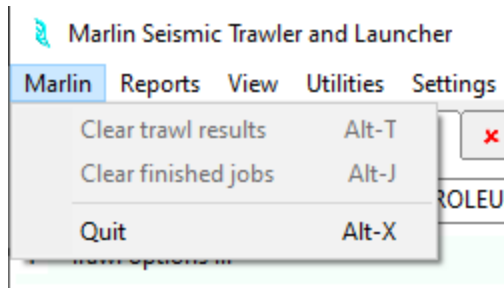 Marlin Seismic Trawler and Launcher
Marlin Reports View Utilities Settings
Clear trawl results Alt-T
Clear finished jobs Alt-J
ROLEU
Quit Alt-X